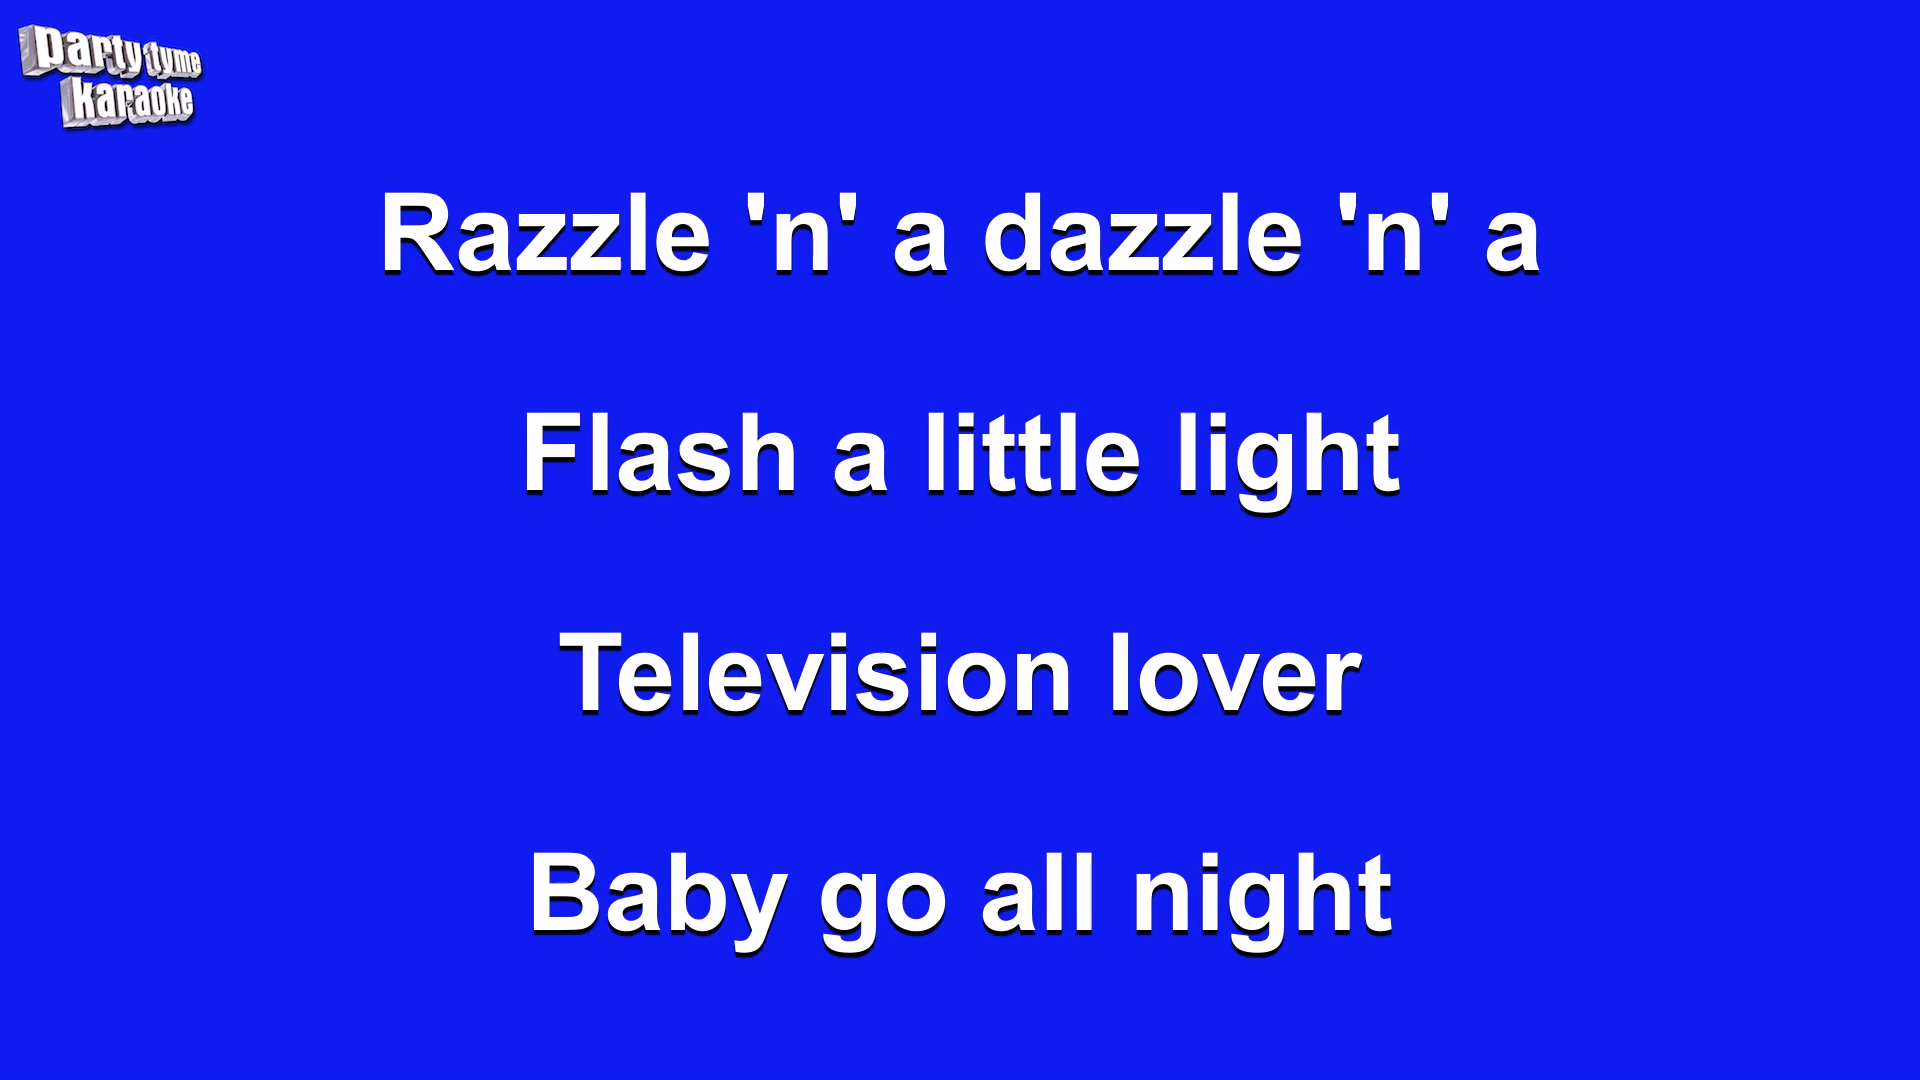 party tyme
karaoke
Razzle 'n' a dazzle 'n' a
Flash a little light
Television lover
Baby go all night